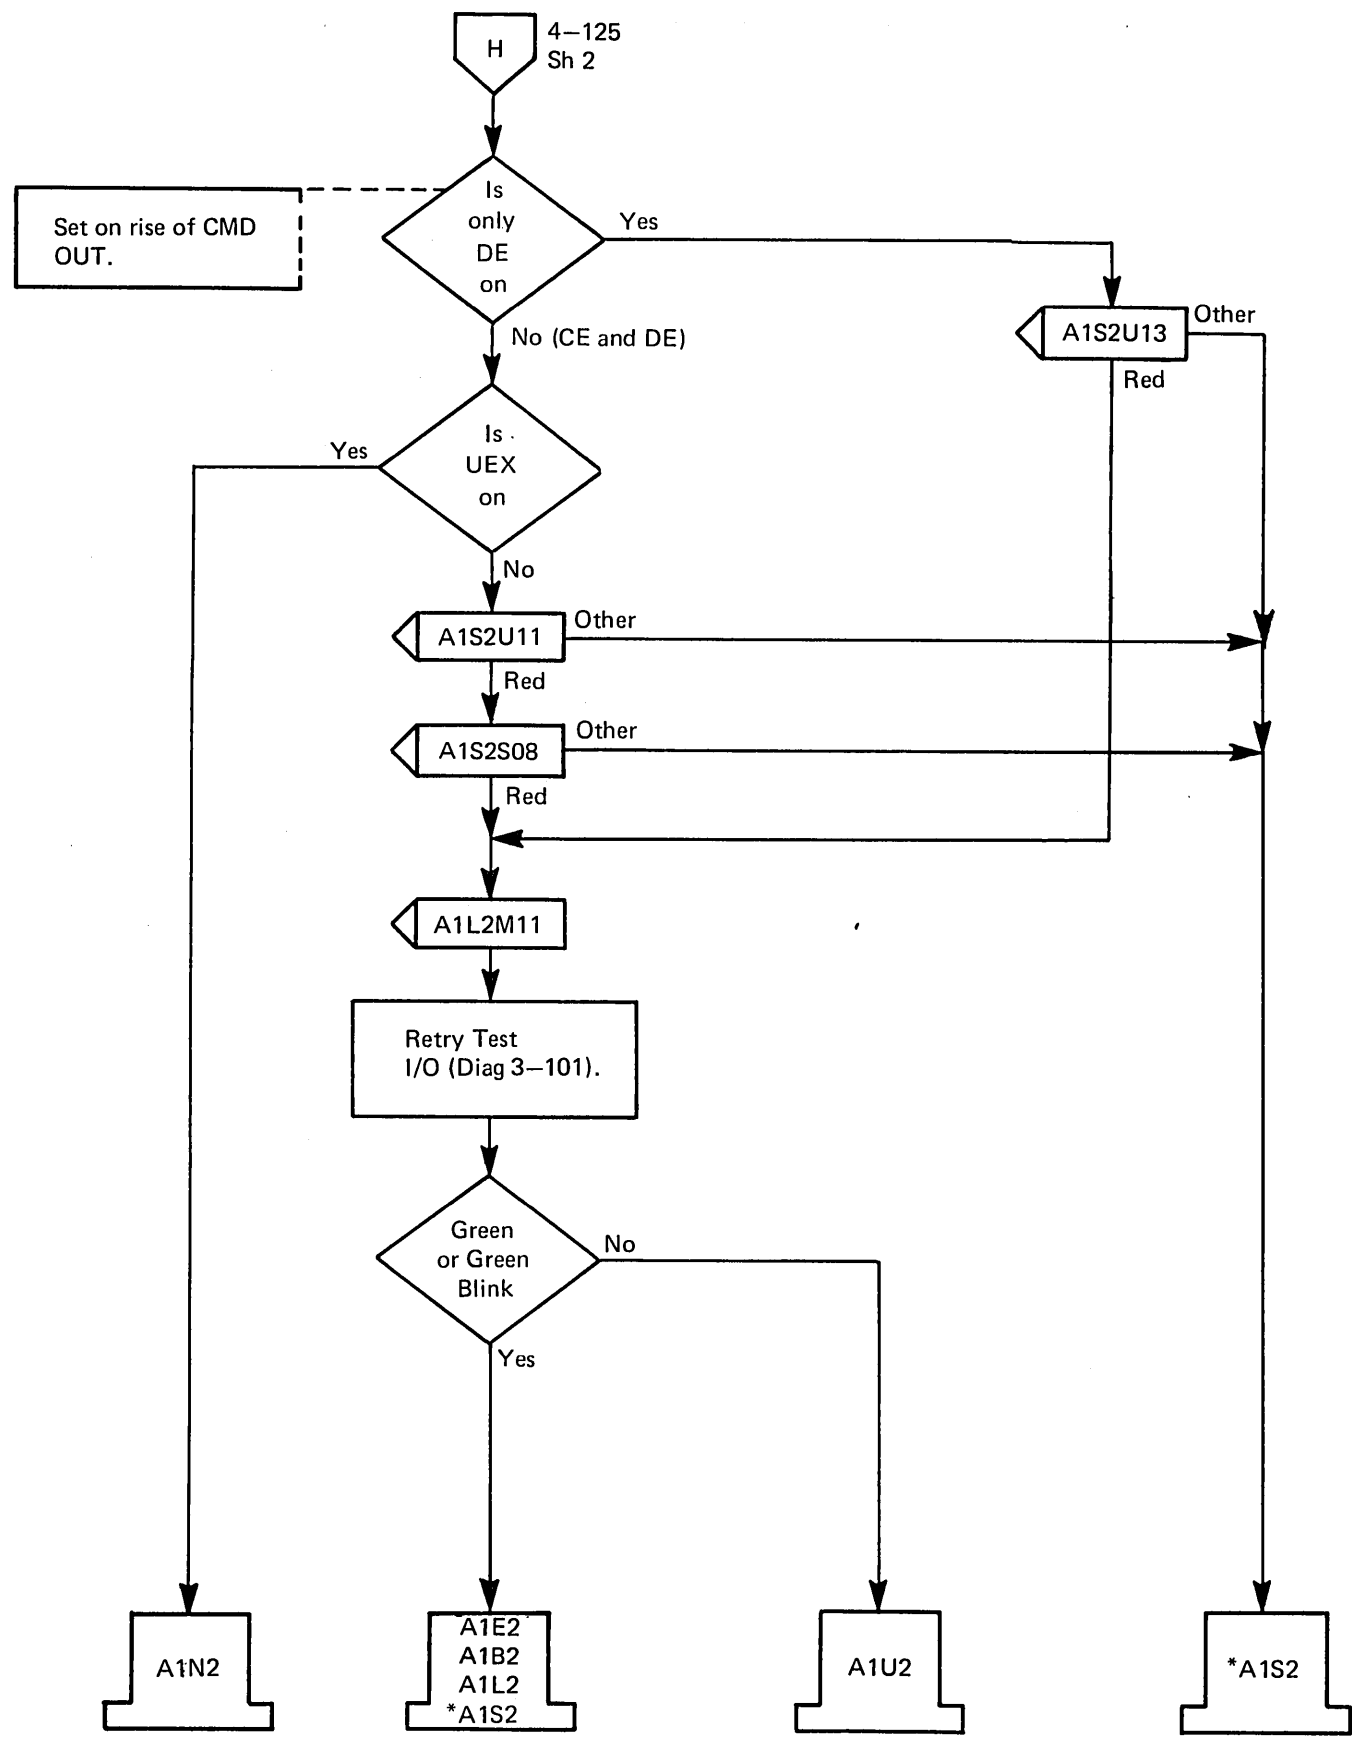 H
4–125
Sh 2
Set on rise of CMD
OUT.
Is
only
DE
on
Yes
No (CE and DE)
A1S2U13
Other
Red
Is
UEX
on
Yes
No
A1S2U11
Other
Red
A1S2S08
Other
Red
A1L2M11
Retry Test
I/O (Diag 3–101).
Green
or Green
Blink
No
Yes
A1N2
A1E2
A1B2
A1L2
*A1S2
A1U2
*A1S2